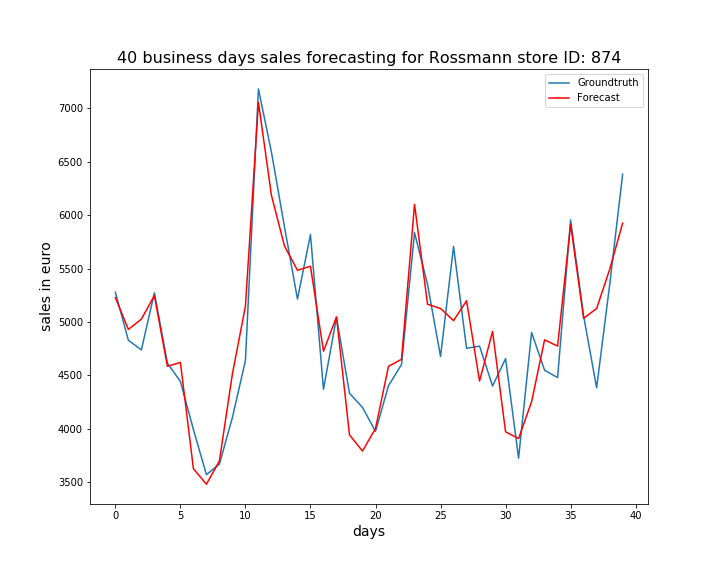 40 business days sales forecasting for Rossmann store ID: 874
Groundtruth
Forecast
sales in euro
7000
6500
6000
5500
5000
4500
4000
3500
0 5 10 15 20 25 30 35 40
days